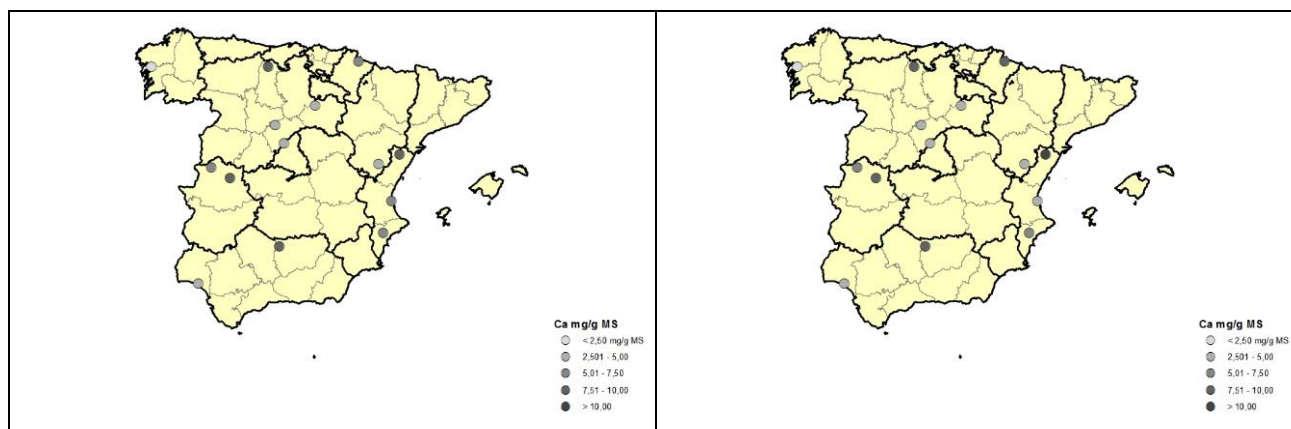 Ca mg/g MS
< 2,50 mg/g MS
2,501 - 5,00
5,01 - 7,50
7,51 - 10,00
> 10,00
Ca mg/g MS
< 2,50 mg/g MS
2,501 - 5,00
5,01 - 7,50
7,51 - 10,00
> 10,00